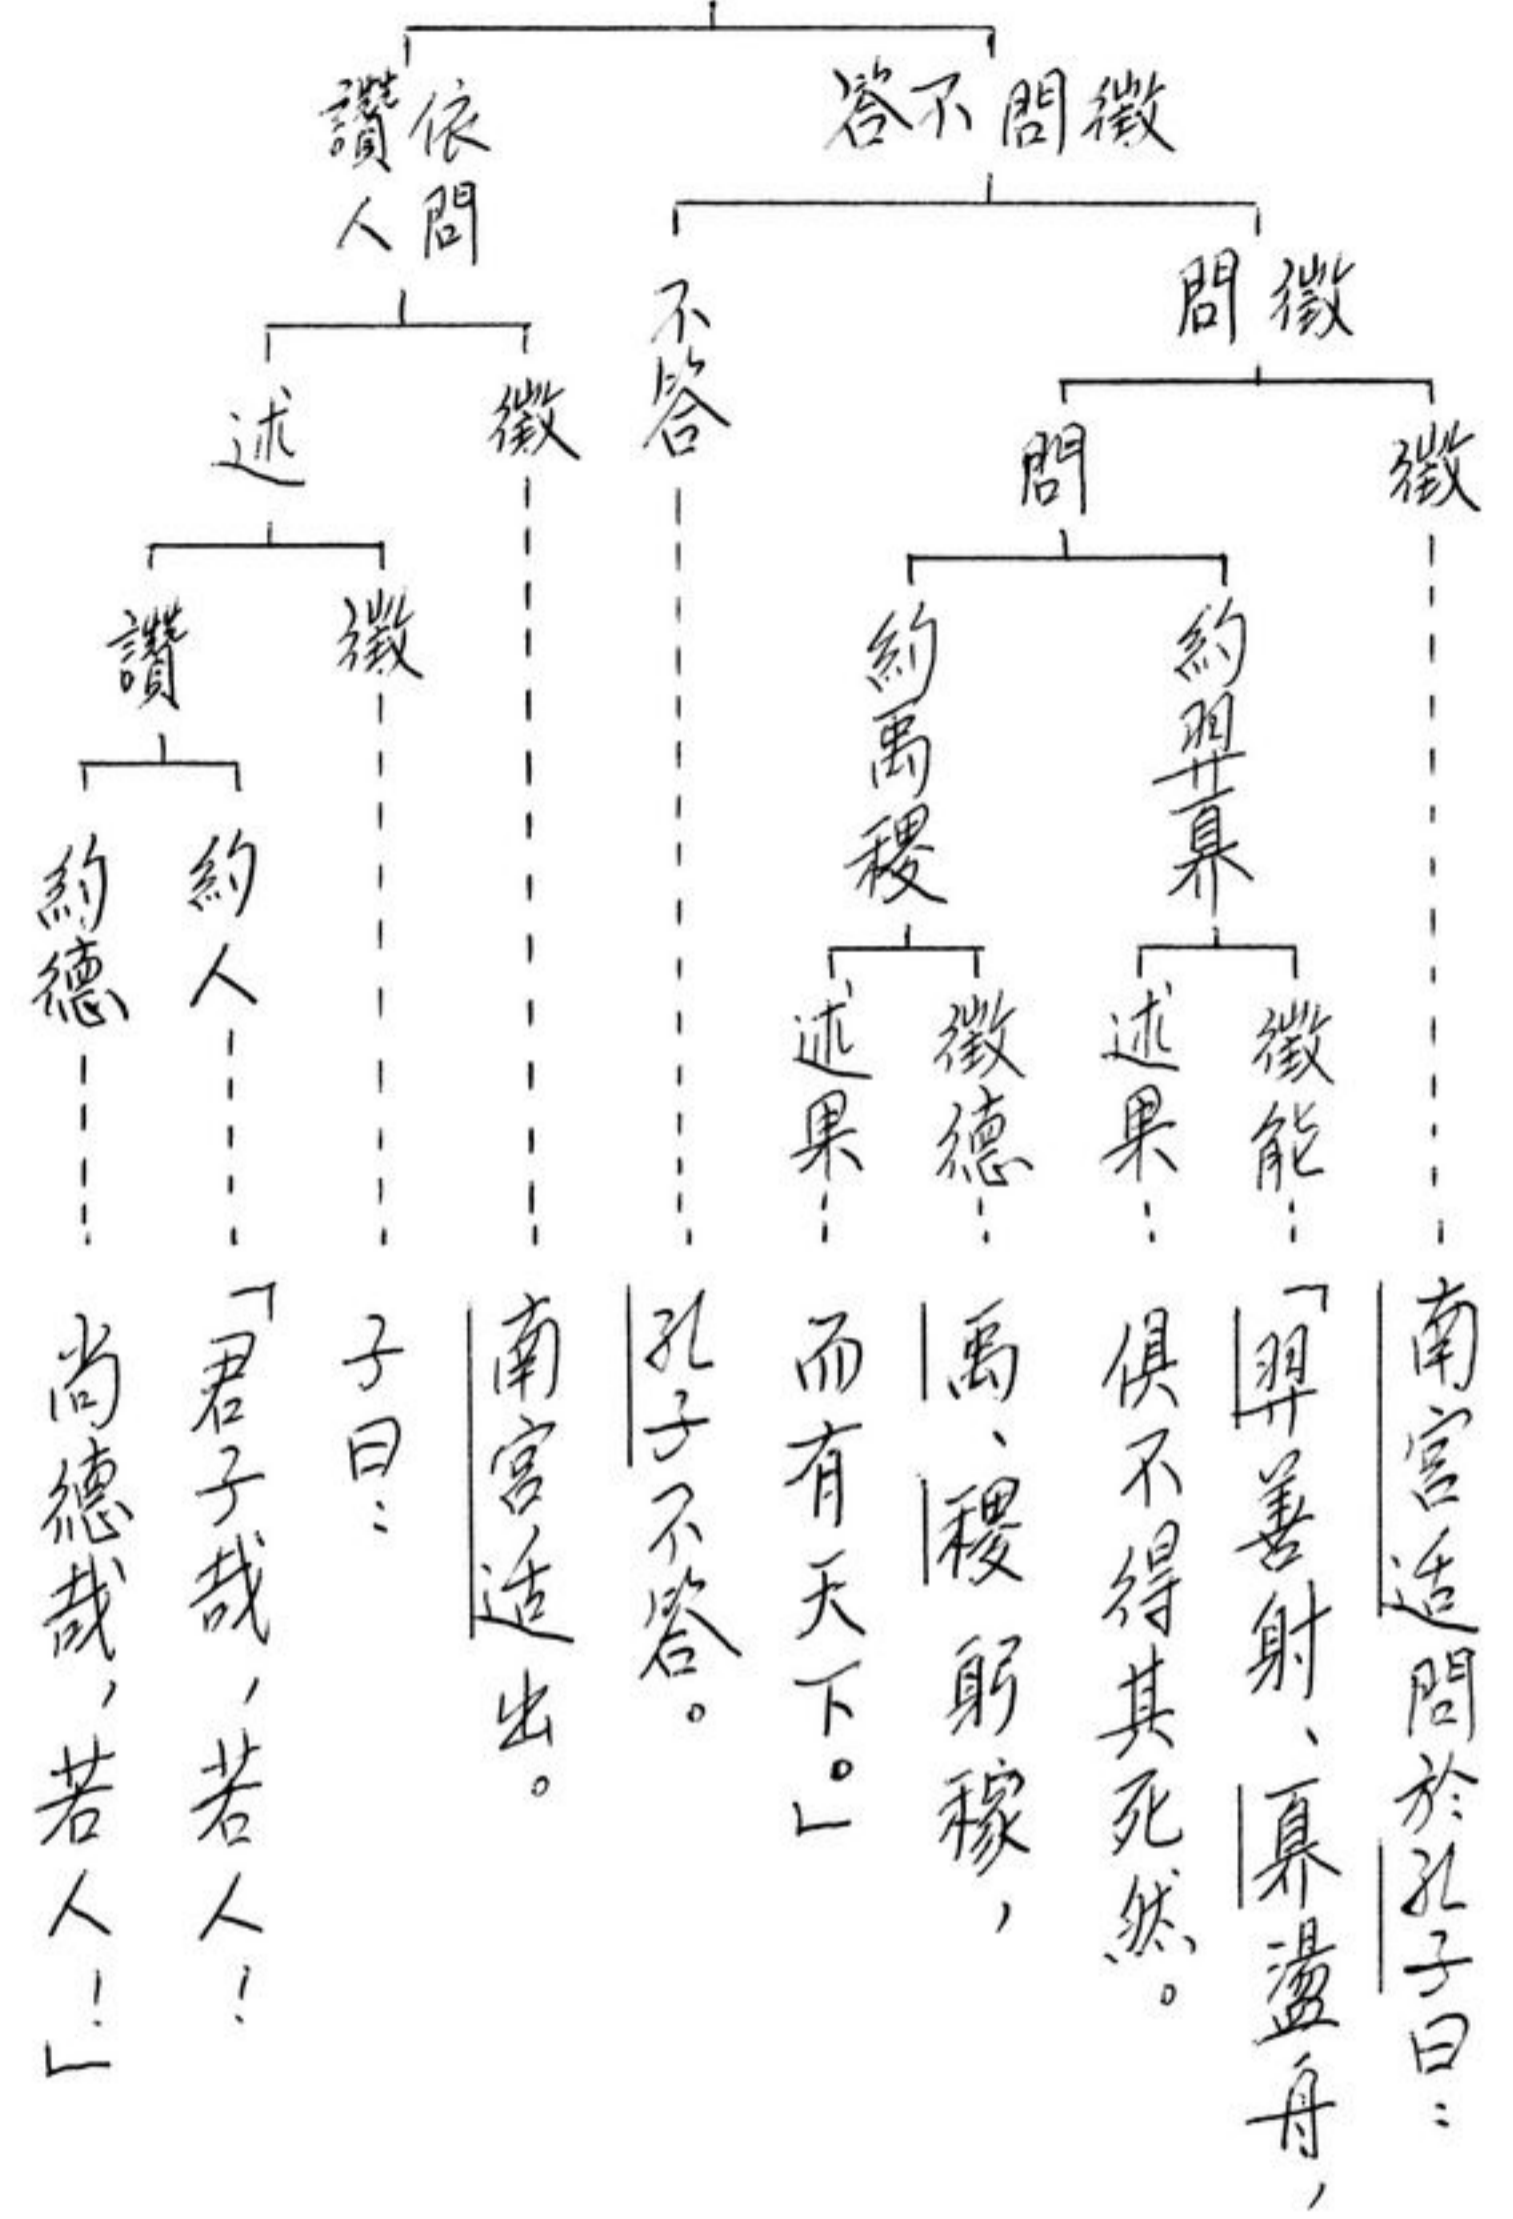 徵問不答
依問
讚人
徵問
不答
徵
述
徵
問
徵
讚
約羿奡
約禹稷
約人
約德
徵能
述果
徵德
述果
南宮适問於孔子曰：
「羿善射、奡盪舟，
俱不得其死然。
禹、稷躬稼，
而有天下。」
孔子不答。
南宮适出。
子曰：
「君子哉，若人！
尚德哉，若人！」